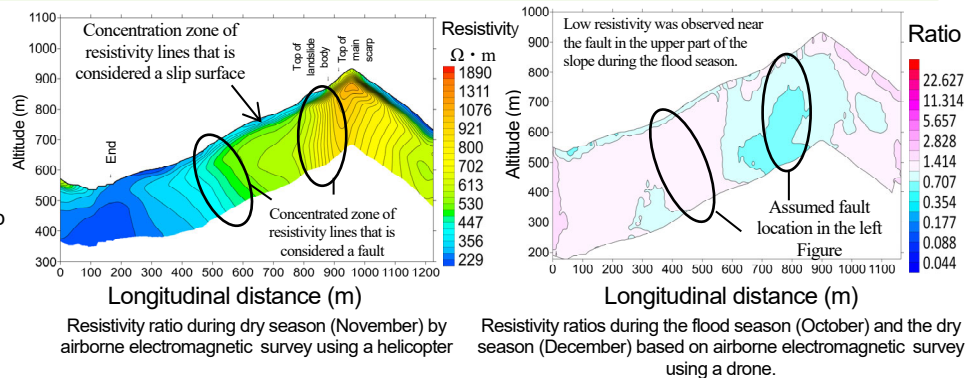 1100
1000
900
800
700
600
500
400
300
Altitude (m)
Concentration zone of
resistivity lines that is
considered a slip surface
Top of
landslide
body
Top of
main
scarp
End
Concentrated zone of
resistivity lines that is
considered a fault
0 100 200 300 400 500 600 700 800 900 1000 1100 1200
Longitudinal distance (m)
Resistivity
Ω・m
1890
1311
1076
921
802
702
613
530
447
356
229
Resistivity ratio during dry season (November) by
airborne electromagnetic survey using a helicopter
1000
900
800
700
600
500
400
300
200
Altitude (m)
Low resistivity was observed near
the fault in the upper part of the
slope during the flood season.
Assumed fault
location in the left
Figure
0 100 200 300 400 500 600 700 800 900 1000 1100
Longitudinal distance (m)
Ratio
22.627
11.314
5.657
2.828
1.414
0.707
0.354
0.177
0.088
0.044
Resistivity ratios during the flood season (October) and the dry
season (December) based on airborne electromagnetic survey
using a drone.